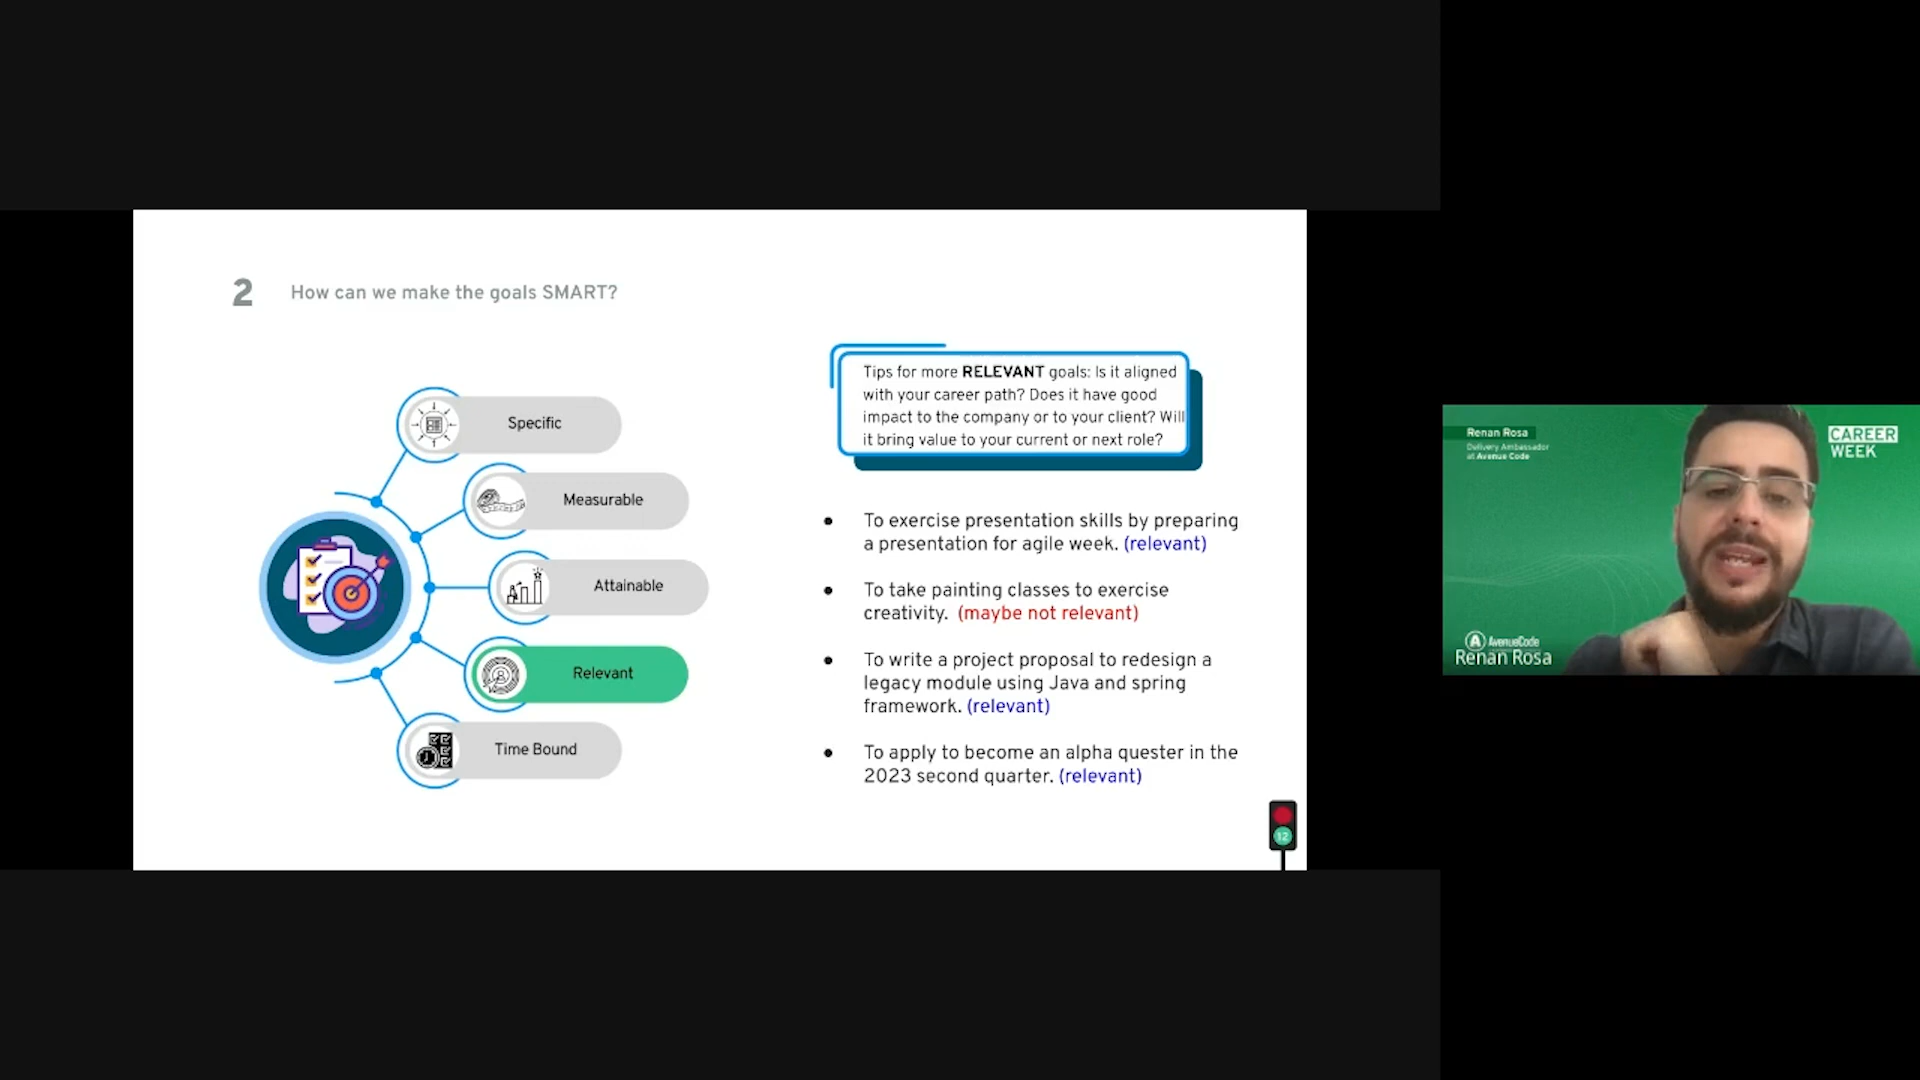 2 How can we make the goals SMART?
Specific
Measurable
Attainable
Relevant
Time Bound
Tips for more RELEVANT goals: Is it aligned
with your career path? Does it have good
impact to the company or to your client? Will
it bring value to your current or next role?
• To exercise presentation skills by preparing
a presentation for agile week. (relevant)
• To take painting classes to exercise
creativity. (maybe not relevant)
• To write a project proposal to redesign a
legacy module using Java and spring
framework. (relevant)
• To apply to become an alpha quester in the
2023 second quarter. (relevant)
12
Renan Rosa
Delivery Ambassador
at Avenue Code
CAREER
WEEK
AvenueCode
Renan Rosa